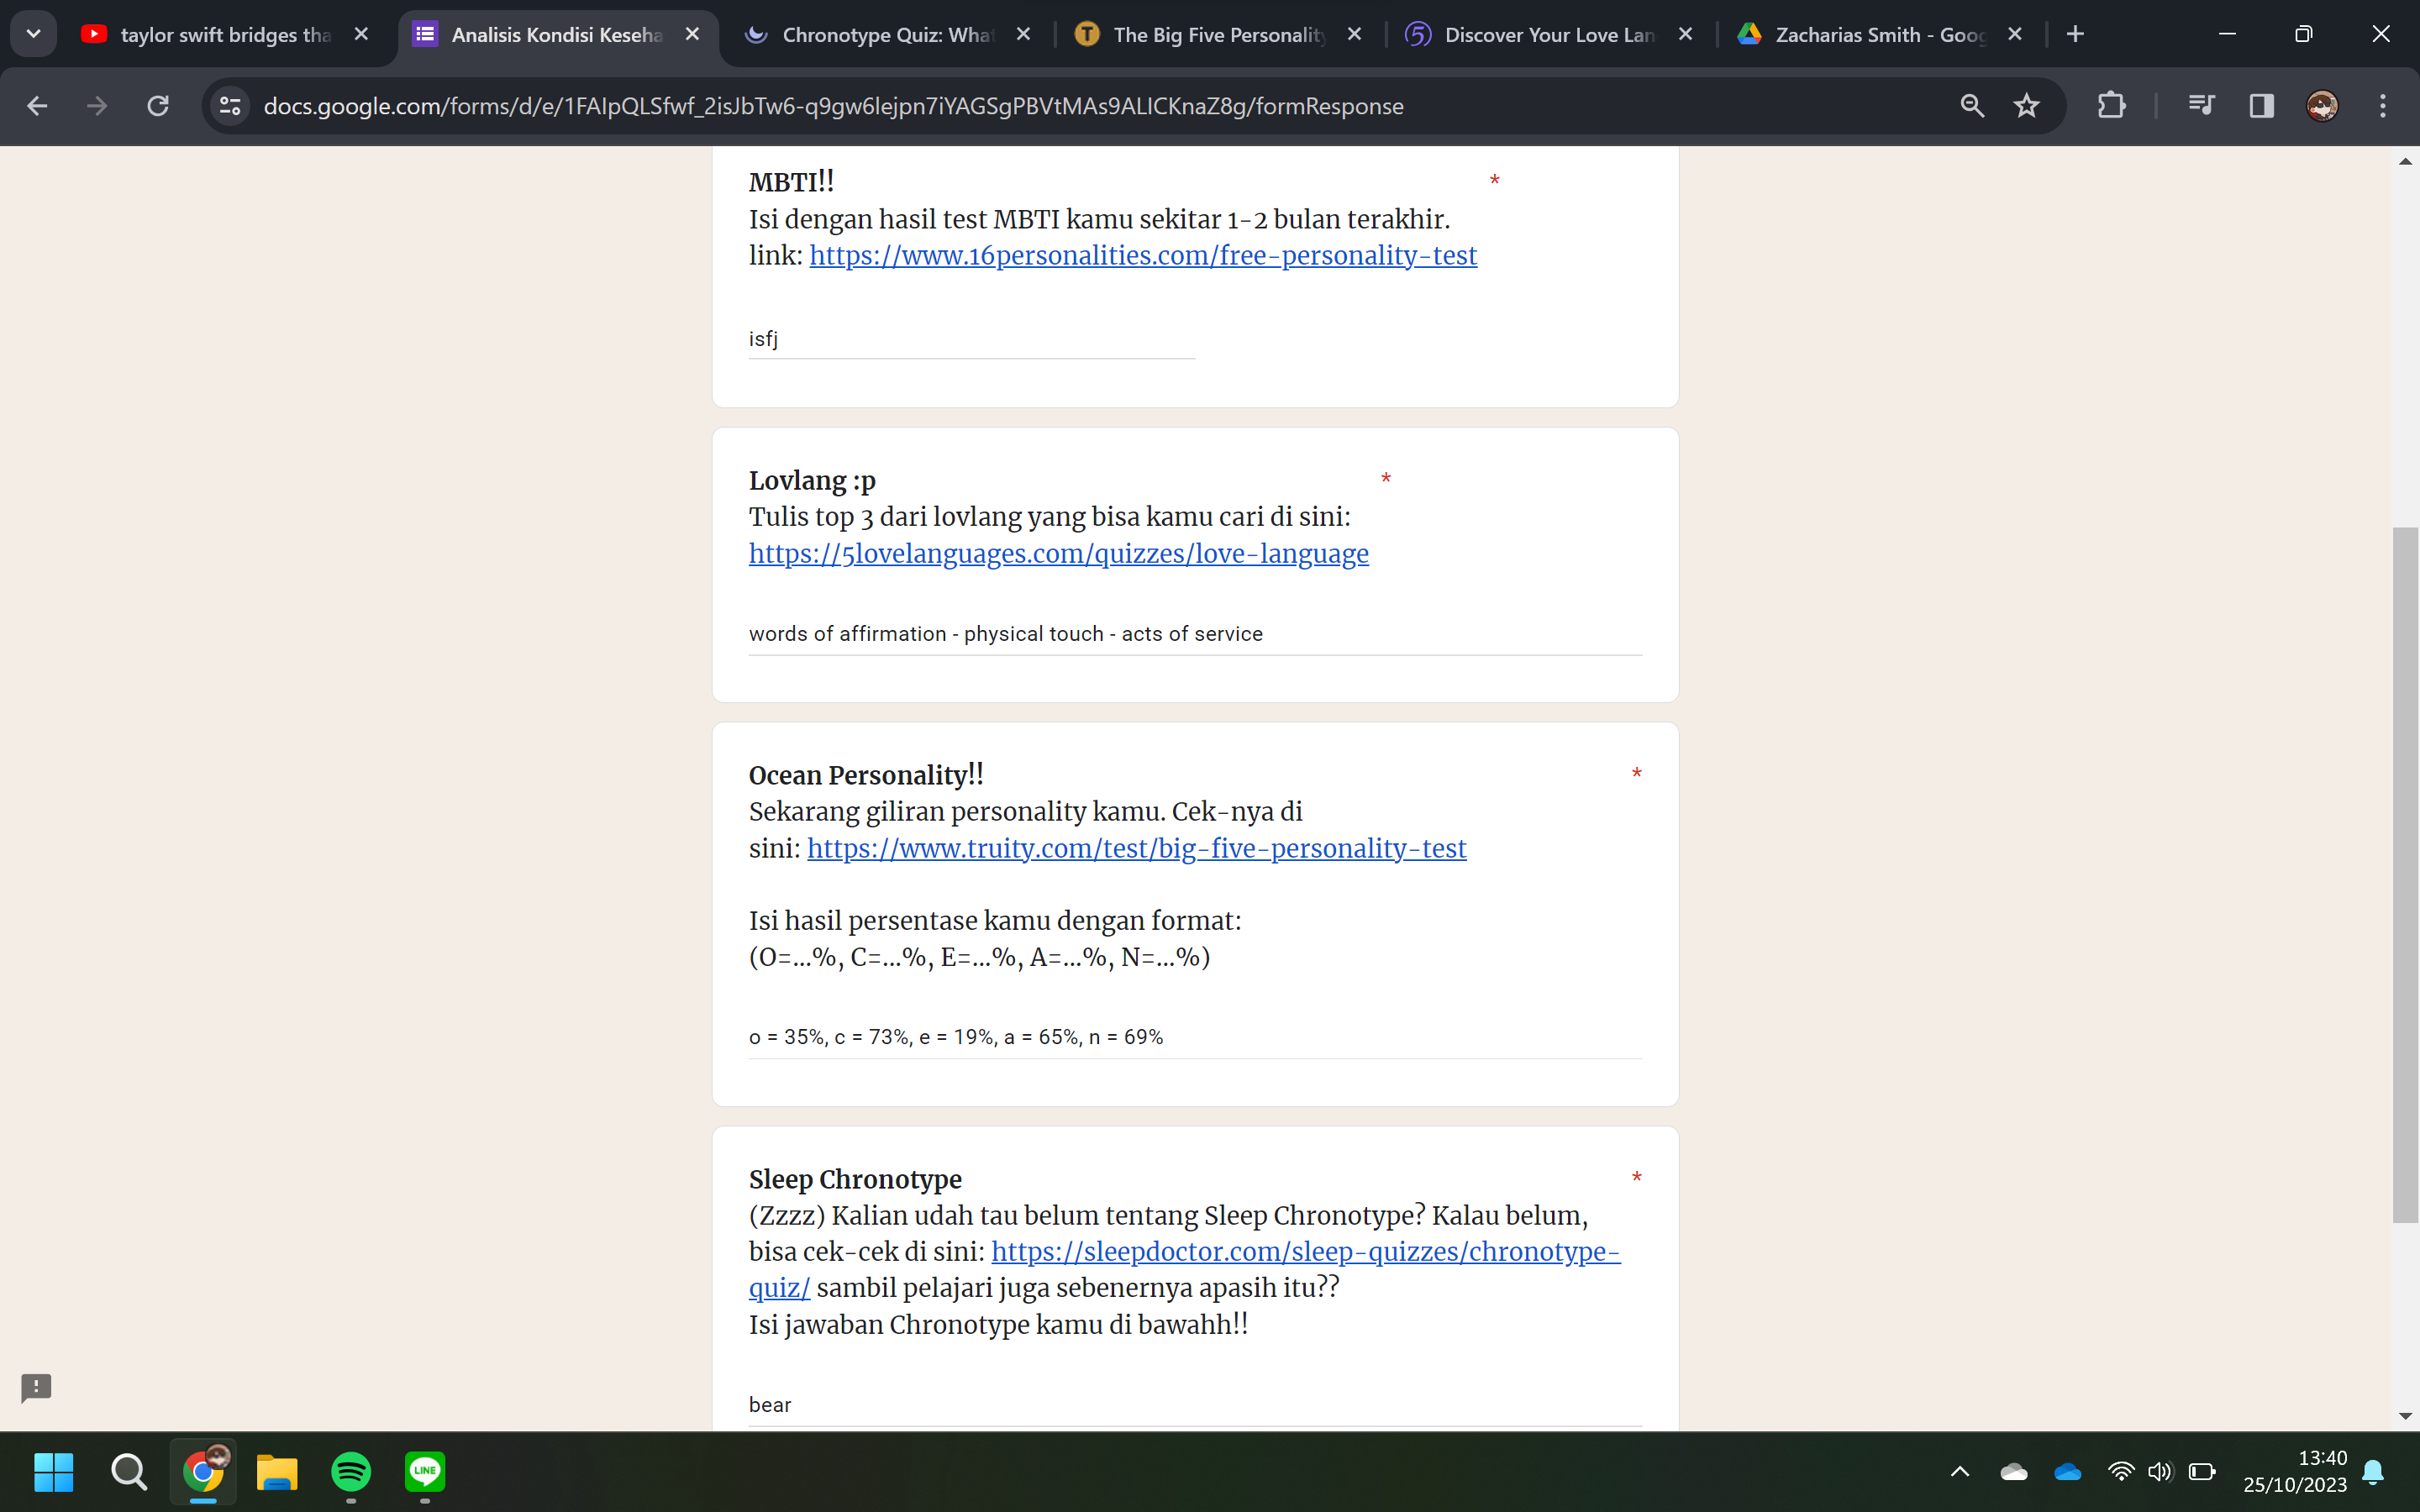 taylor swift bridges tha
Analisis Kondisi Keseha
Chronotype Quiz: What
The Big Five Personality
Discover Your Love Lan
Zacharias Smith - Goog
docs.google.com/forms/d/e/1FAIpQLSfwf_2isJbTw6-q9gw6lejpn7iYAGSgPBVtMAs9ALICKnaZ8g/formResponse
MBTI!! *
Isi dengan hasil test MBTI kamu sekitar 1-2 bulan terakhir.
link: https://www.16personalities.com/free-personality-test
isfj
Lovlang :p *
Tulis top 3 dari lovlang yang bisa kamu cari di sini:
https://5lovelanguages.com/quizzes/love-language
words of affirmation - physical touch - acts of service
Ocean Personality!! *
Sekarang giliran personality kamu. Cek-nya di
sini: https://www.truity.com/test/big-five-personality-test
Isi hasil persentase kamu dengan format:
(O=...%, C=...%, E=...%, A=...%, N=...%)
o = 35%, c = 73%, e = 19%, a = 65%, n = 69%
Sleep Chronotype *
(Zzzz) Kalian udah tau belum tentang Sleep Chronotype? Kalau belum,
bisa cek-cek di sini: https://sleepdoctor.com/sleep-quizzes/chronotype-
quiz/ sambil pelajari juga sebenernya apasih itu??
Isi jawaban Chronotype kamu di bawahh!!
bear
LINE
13:40
25/10/2023